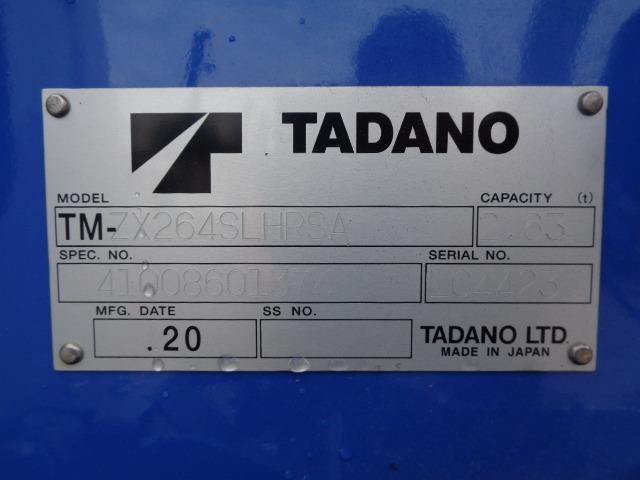 TADANO
MODEL CAPACITY (t)
TM-ZX264SLHRSA 2.63
SPEC. NO. SERIAL NO.
LC4423
MFG. DATE SS NO.
.20 TADANO LTD.
MADE IN JAPAN